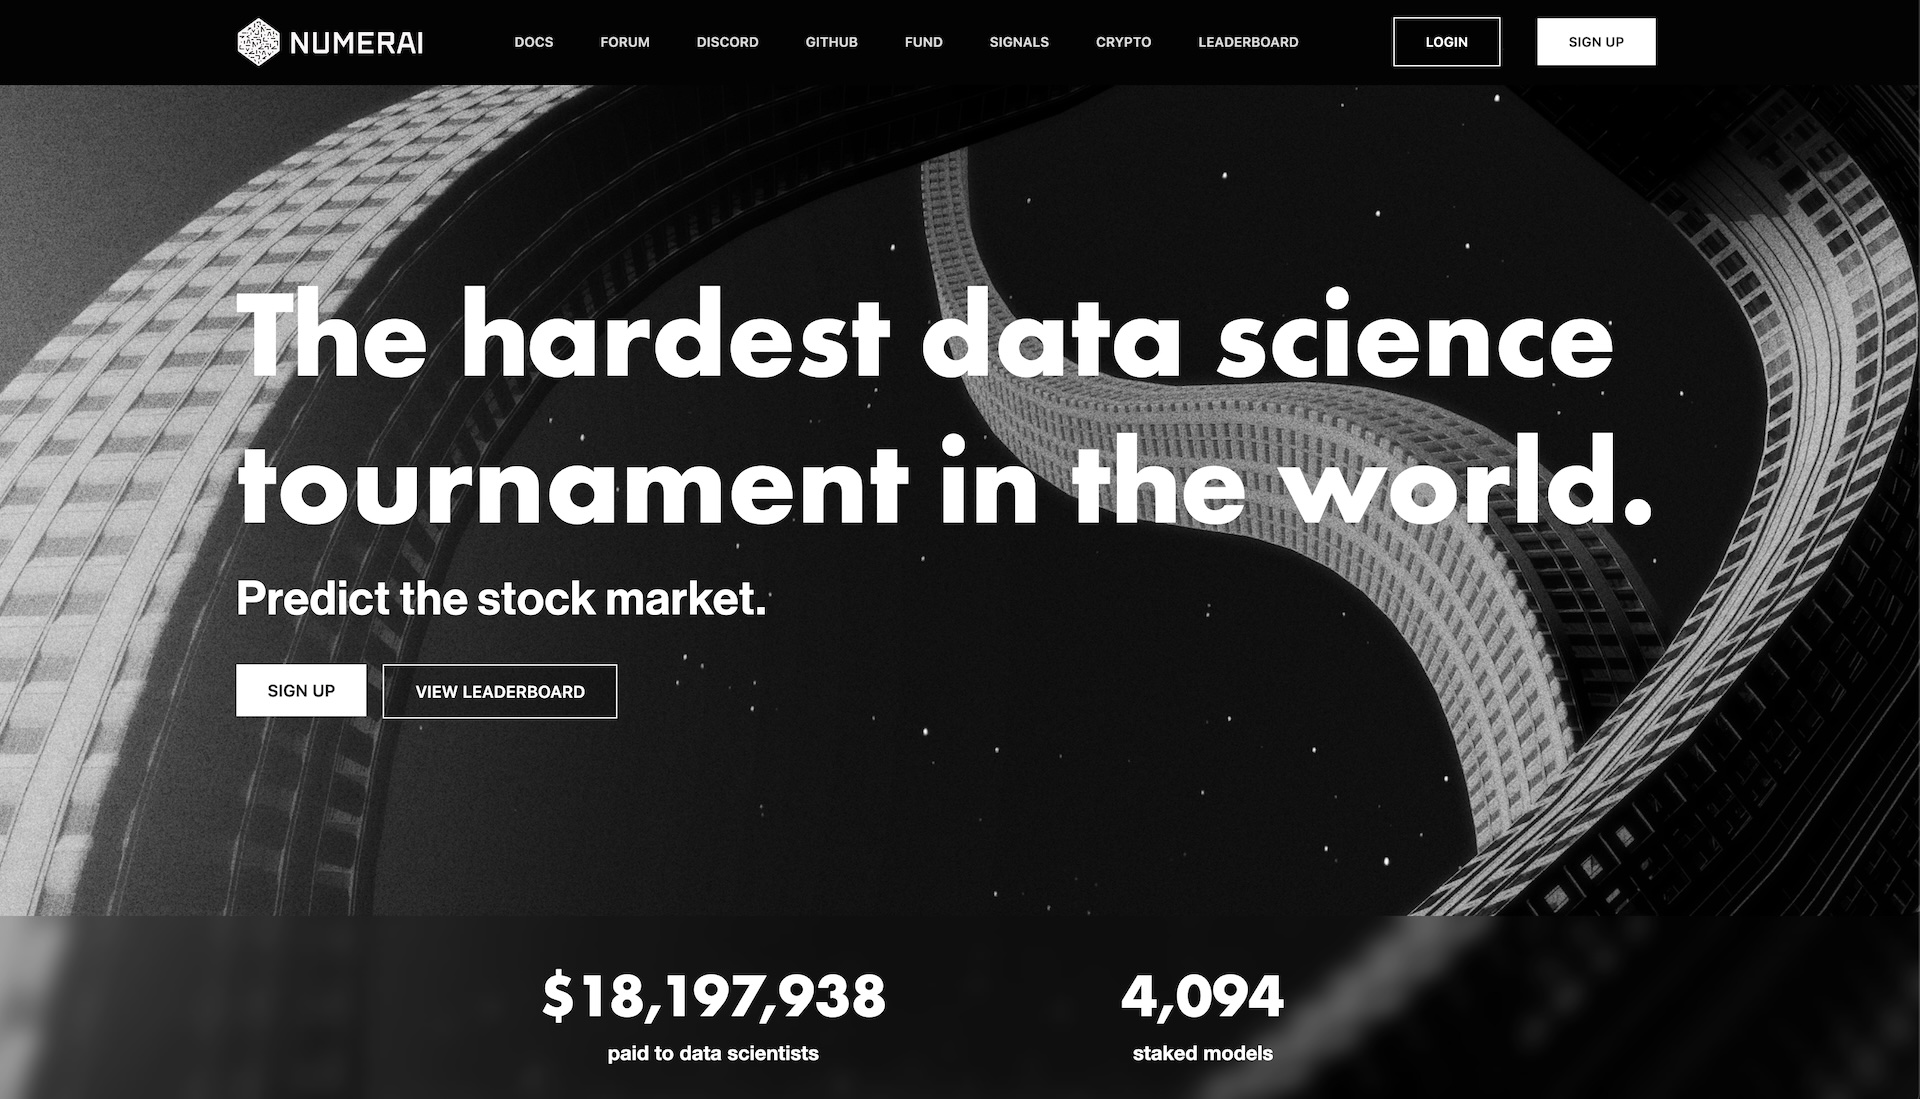 NUMERAI
DOCS
FORUM
DISCORD
GITHUB
FUND
SIGNALS
CRYPTO
LEADERBOARD
LOGIN
SIGN UP
The hardest data science
tournament in the world.
Predict the stock market.
SIGN UP
VIEW LEADERBOARD
$18,197,938
paid to data scientists
4,094
staked models